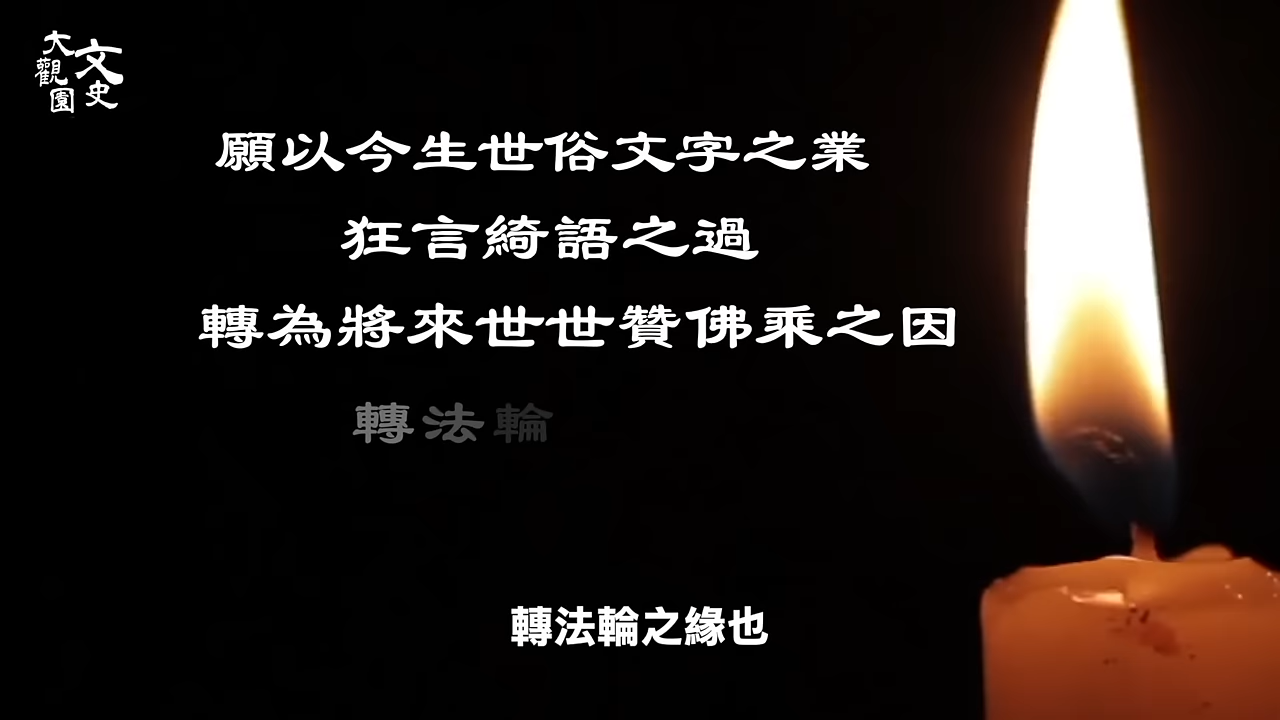 文史
大觀園
願以今生世俗文字之業
狂言綺語之過
轉為將來世世贊佛乘之因
轉法輪
轉法輪之緣也